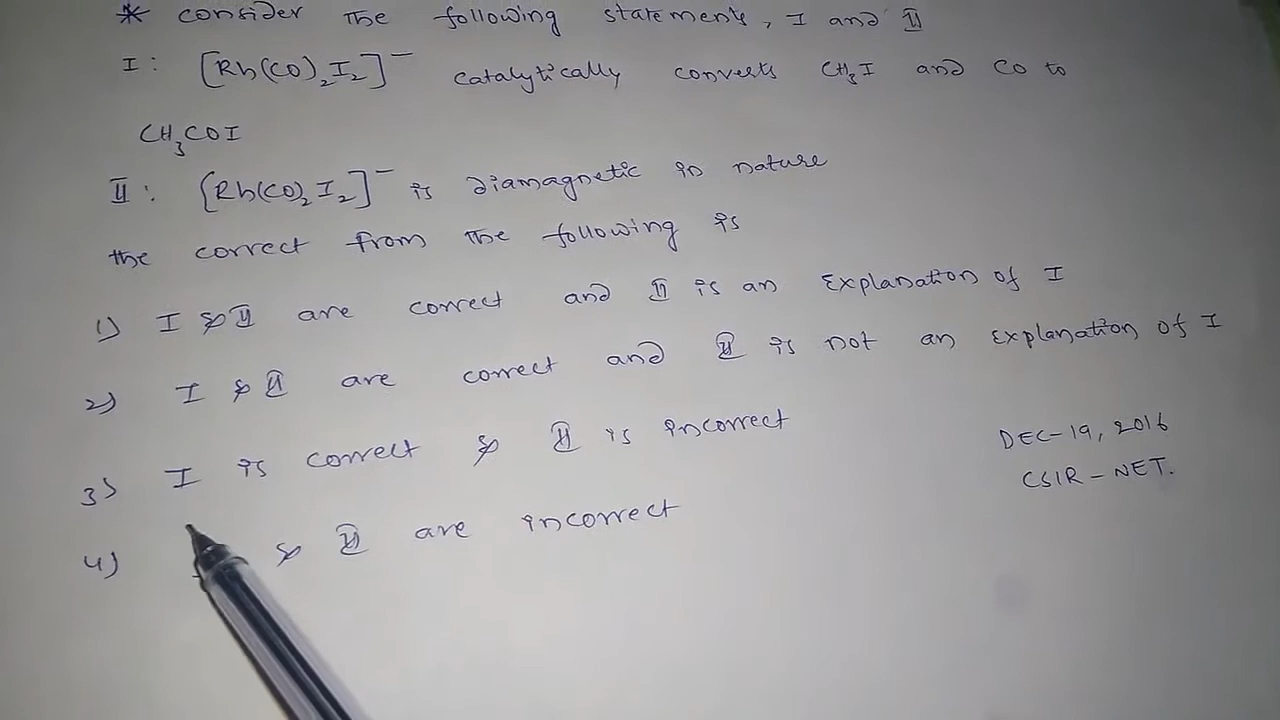 * consider the following statements, I and II
I: [Rh(CO)₂I₂]⁻ catalytically converts CH₃I and CO to
CH₃COI
II: [Rh(CO)₂I₂]⁻ is diamagnetic in nature
the correct from the following is
1) I & II are correct and II is an Explanation of I
2) I & II are correct and II is not an Explanation of I
3) I is correct & II is incorrect
4) & II are incorrect
DEC-19, 2016
CSIR-NET.